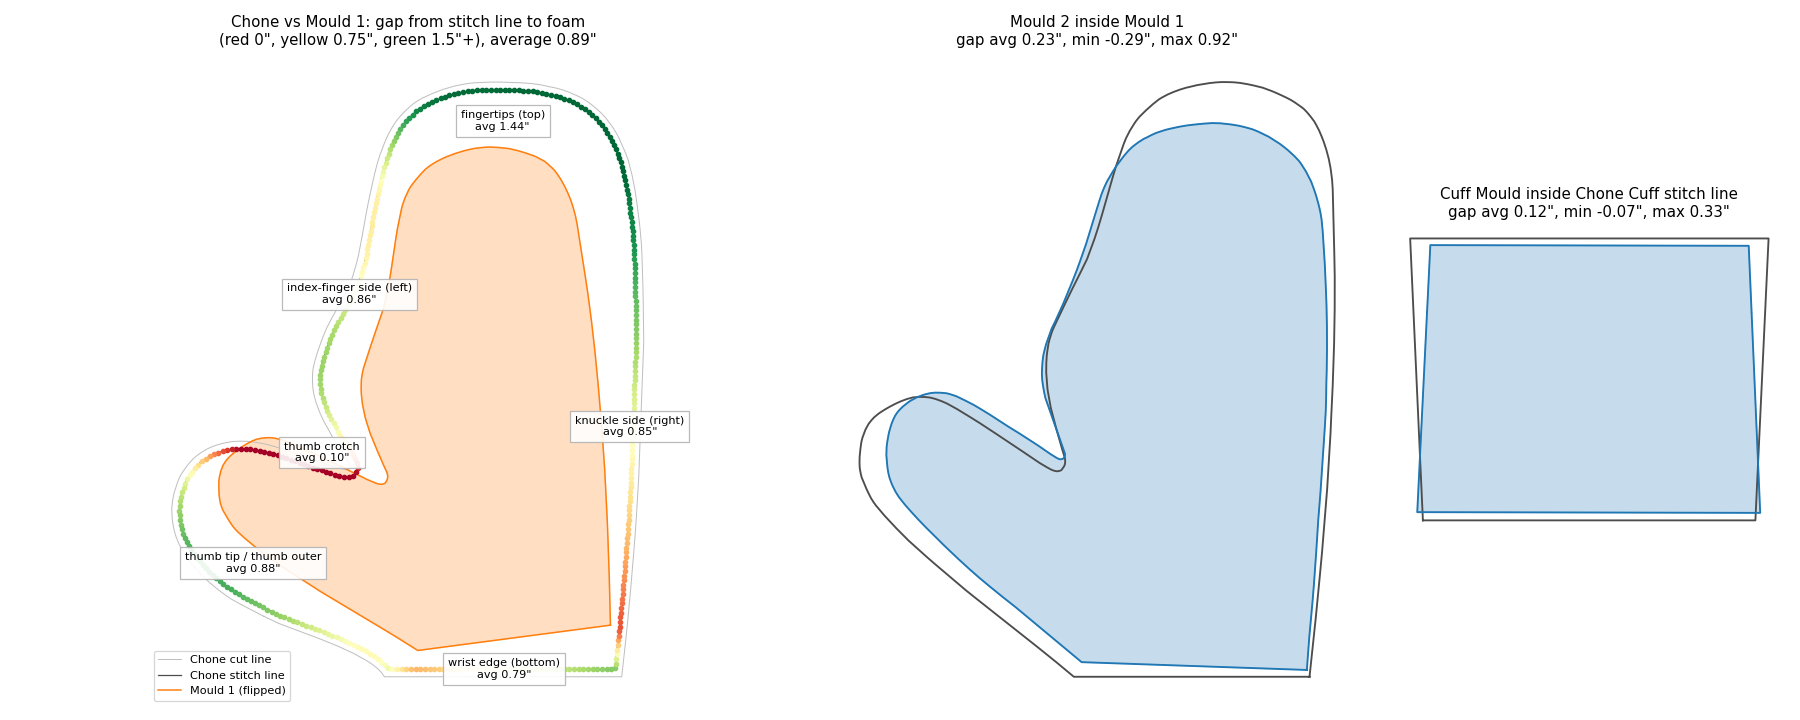 Chone vs Mould 1: gap from stitch line to foam
(red 0", yellow 0.75", green 1.5"+), average 0.89"
fingertips (top)
avg 1.44"
index-finger side (left)
avg 0.86"
knuckle side (right)
avg 0.85"
thumb crotch
avg 0.10"
thumb tip / thumb outer
avg 0.88"
wrist edge (bottom)
avg 0.79"
Chone cut line
Chone stitch line
Mould 1 (flipped)
Mould 2 inside Mould 1
gap avg 0.23", min -0.29", max 0.92"
Cuff Mould inside Chone Cuff stitch line
gap avg 0.12", min -0.07", max 0.33"